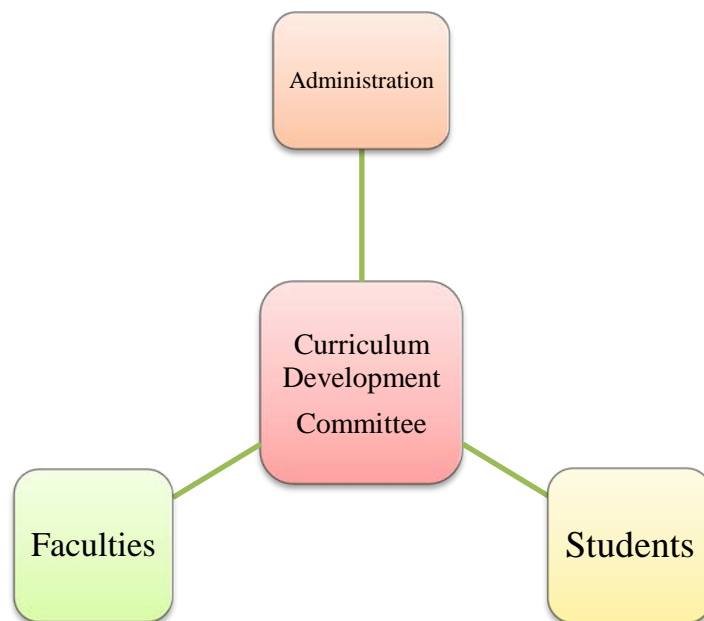 Administration
Curriculum
Development
Committee
Faculties
Students